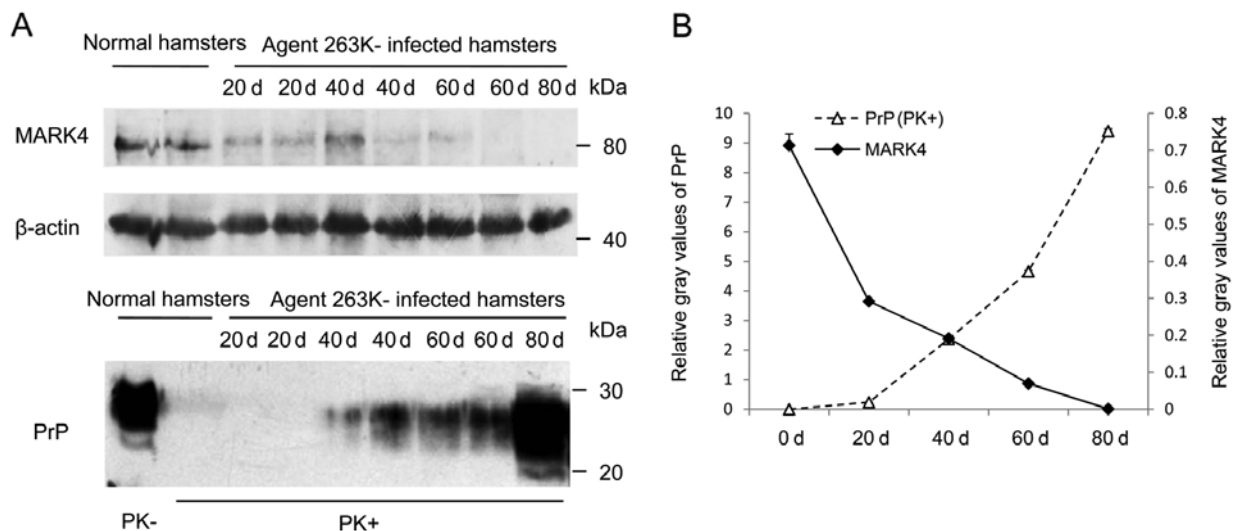 A
Normal hamsters Agent 263K- infected hamsters
20 d 20 d 40 d 40 d 60 d 60 d 80 d kDa
MARK4
80
β-actin
40
Normal hamsters Agent 263K- infected hamsters
20 d 20 d 40 d 40 d 60 d 60 d 80 d kDa
30
PrP
20
PK- PK+
B
PrP (PK+)
MARK4
Relative gray values of PrP
10
9
8
7
6
5
4
3
2
1
0
0 d 20 d 40 d 60 d 80 d
0.8
0.7
0.6
0.5
0.4
0.3
0.2
0.1
0
Relative gray values of MARK4